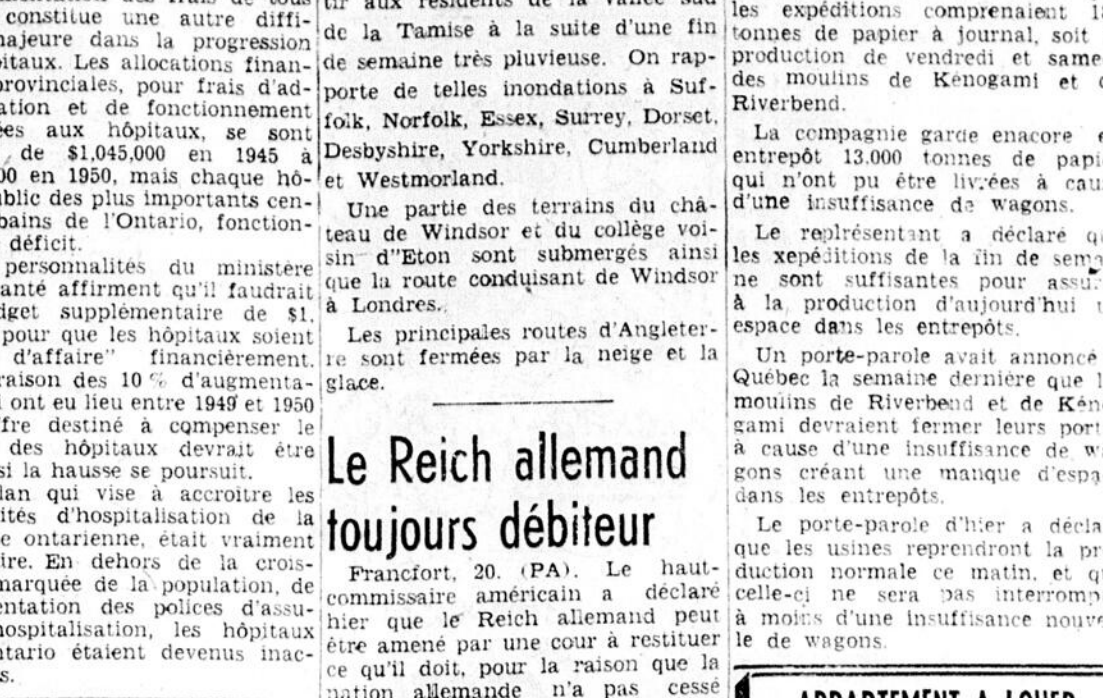 constitue une autre diffi-
majeure dans la progression
pitaux. Les allocations finan-
provinciales, pour frais d'ad-
ation et de fonctionnement
ées aux hôpitaux, se sont
de $1,045,000 en 1945 à
00 en 1950, mais chaque hô-
ublic des plus importants cen-
bains de l'Ontario, fonction-
déficit.
personnalités du ministère
anté affirment qu'il faudrait
dget supplémentaire de $1.
pour que les hôpitaux soient
d'affaire" financièrement.
raison des 10 % d'augmenta-
ont eu lieu entre 1949 et 1950
ffre destiné à compenser le
des hôpitaux devrait être
si la hausse se poursuit.
lan qui vise à accroitre les
ités d'hospitalisation de la
e ontarienne, était vraiment
ire. En dehors de la crois-
marquée de la population, de
entation des polices d'assu-
hospitalisation, les hôpitaux
ntario étaient devenus inac-
s.
tir aux résidents de la vallée sud
de la Tamise à la suite d'une fin
de semaine très pluvieuse. On rap-
porte de telles inondations à Suf-
folk, Norfolk, Essex, Surrey, Dorset,
Desbyshire, Yorkshire, Cumberland
et Westmorland.
Une partie des terrains du châ-
teau de Windsor et du collège voi-
sin d"Eton sont submergés ainsi
que la route conduisant de Windsor
à Londres.
Les principales routes d'Angleter-
re sont fermées par la neige et la
glace.
Le Reich allemand
toujours débiteur
Francfort, 20. (PA). Le haut-
commissaire américain a déclaré
hier que le Reich allemand peut
être amené par une cour à restituer
ce qu'il doit, pour la raison que la
nation allemande n'a pas cessé
les expéditions comprenaient
tonnes de papier à journal, soit
production de vendredi et same-
des moulins de Kénogami et
Riverbend.
La compagnie garde enacore
entrepôt 13.000 tonnes de papi
qui n'ont pu être livrées à cau
d'une insuffisance de wagons.
Le replrésentant a déclaré q
les xepéditions de la fin de sema
ne sont suffisantes pour assur
à la, production d'aujourd'hui
espace dans les entrepôts.
Un porte-parole avait annoncé
Québec la semaine dernière que l
moulins de Riverbend et de Kéno
gami devraient fermer leurs port
à cause d'une insuffisance de wa
gons créant une manque d'espa
dans les entrepôts.
Le porte-parole d'hier a décla
que les usines reprendront la pr
duction normale ce matin, et q
celle-ci ne sera pas interromp
à moins d'une insuffisance nouve
le de wagons.
APPARTEMENT A LOUER